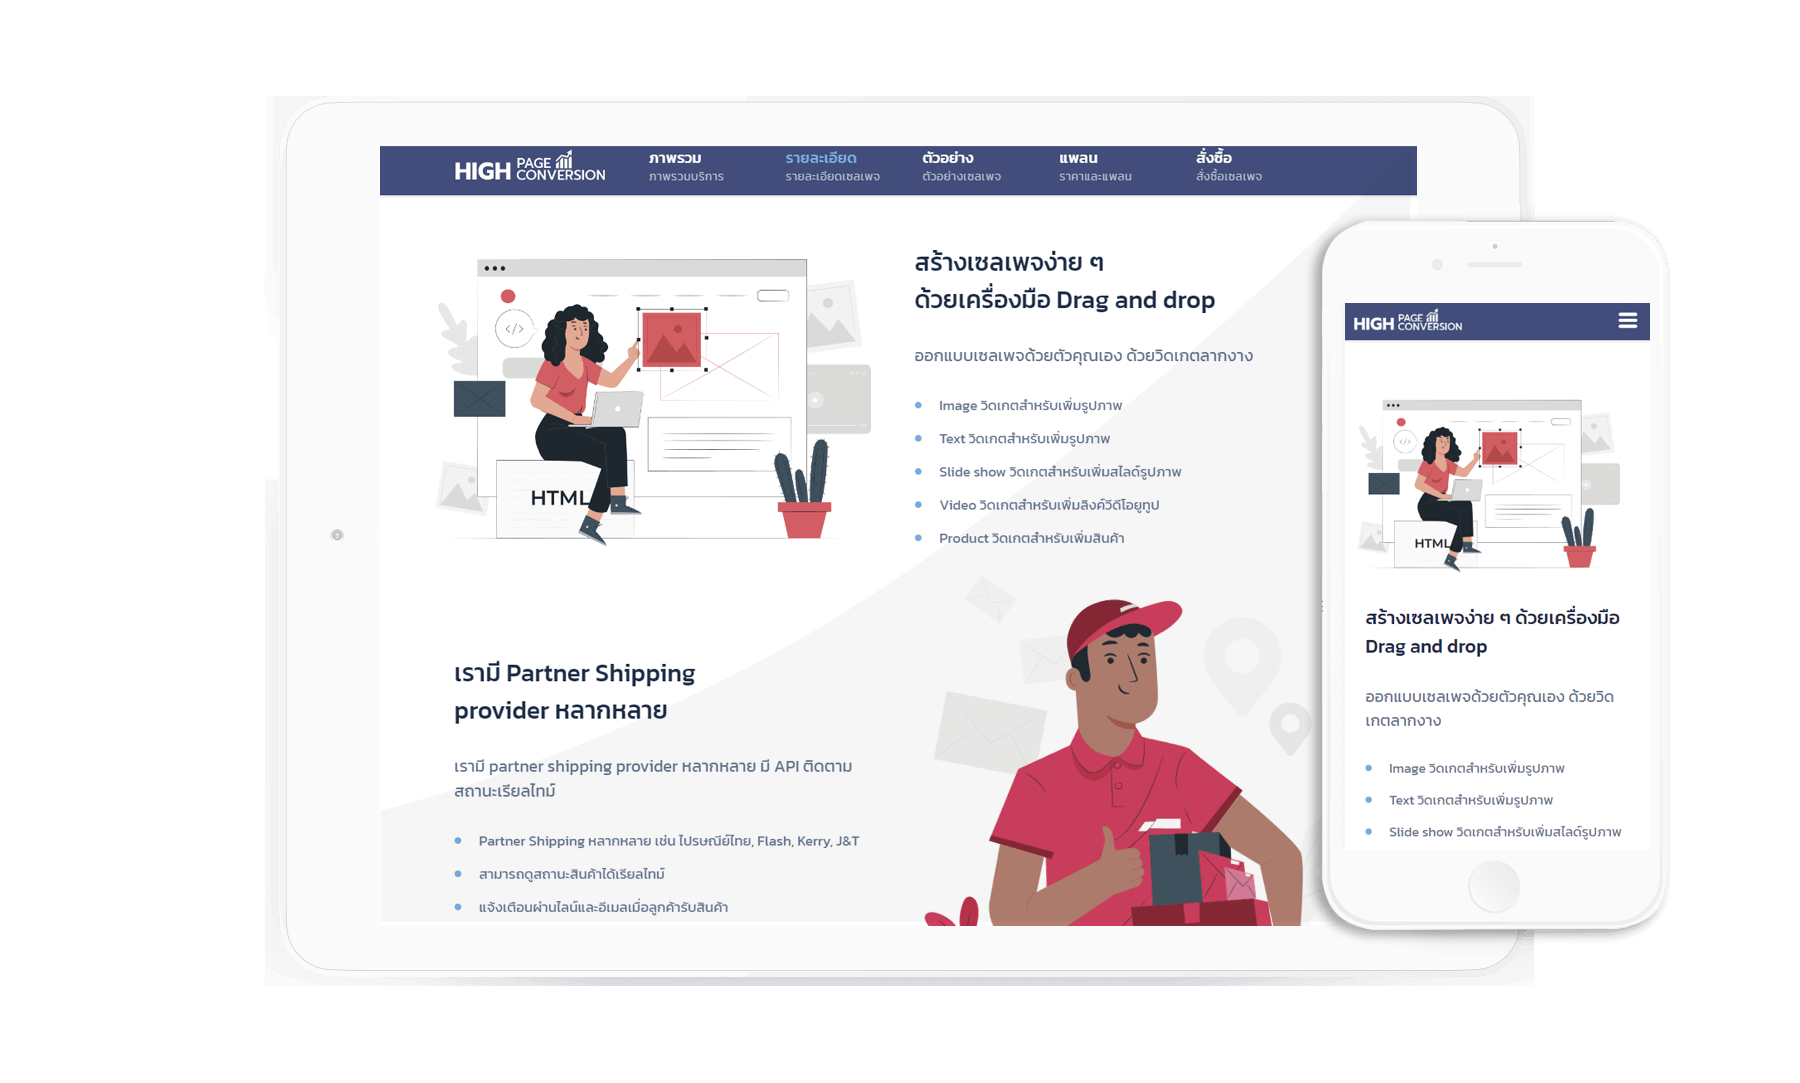 HIGH PAGE CONVERSION
ภาพรวม
ภาพรวมบริการ
รายละเอียด
รายละเอียดเซลเพจ
ตัวอย่าง
ตัวอย่างเซลเพจ
แพลน
ราคาและแพลน
สั่งซื้อ
สั่งซื้อเซลเพจ
</>
HTML
สร้างเซลเพจง่าย ๆ
ด้วยเครื่องมือ Drag and drop
ออกแบบเซลเพจด้วยตัวคุณเอง ด้วยวิดเกตลากงาง
Image วิดเกตสำหรับเพิ่มรูปภาพ
Text วิดเกตสำหรับเพิ่มรูปภาพ
Slide show วิดเกตสำหรับเพิ่มสไลด์รูปภาพ
Video วิดเกตสำหรับเพิ่มลิงค์วีดีโอยูทูป
Product วิดเกตสำหรับเพิ่มสินค้า
เรามี Partner Shipping
provider หลากหลาย
เรามี partner shipping provider หลากหลาย มี API ติดตาม
สถานะเรียลไทม์
Partner Shipping หลากหลาย เช่น ไปรษณีย์ไทย, Flash, Kerry, J&T
สามารถดูสถานะสินค้าได้เรียลไทม์
แจ้งเตือนผ่านไลน์และอีเมลเมื่อลูกค้ารับสินค้า
HIGH PAGE CONVERSION
</>
HTML
สร้างเซลเพจง่าย ๆ ด้วยเครื่องมือ
Drag and drop
ออกแบบเซลเพจด้วยตัวคุณเอง ด้วยวิด
เกตลากงาง
Image วิดเกตสำหรับเพิ่มรูปภาพ
Text วิดเกตสำหรับเพิ่มรูปภาพ
Slide show วิดเกตสำหรับเพิ่มสไลด์รูปภาพ